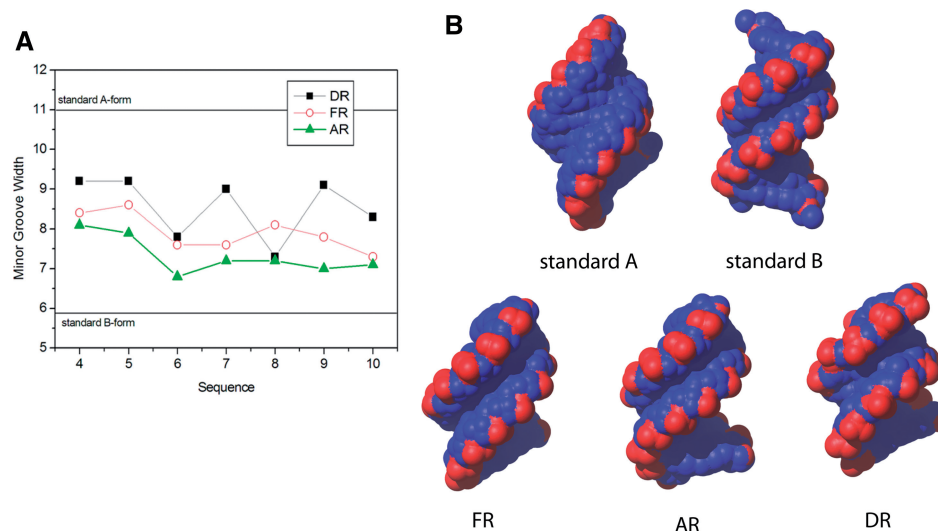 A
B
12
11
10
9
8
7
6
5
Minor Groove Width
standard A-form
DR
FR
AR
standard B-form
4 5 6 7 8 9 10
Sequence
standard A
standard B
FR
AR
DR